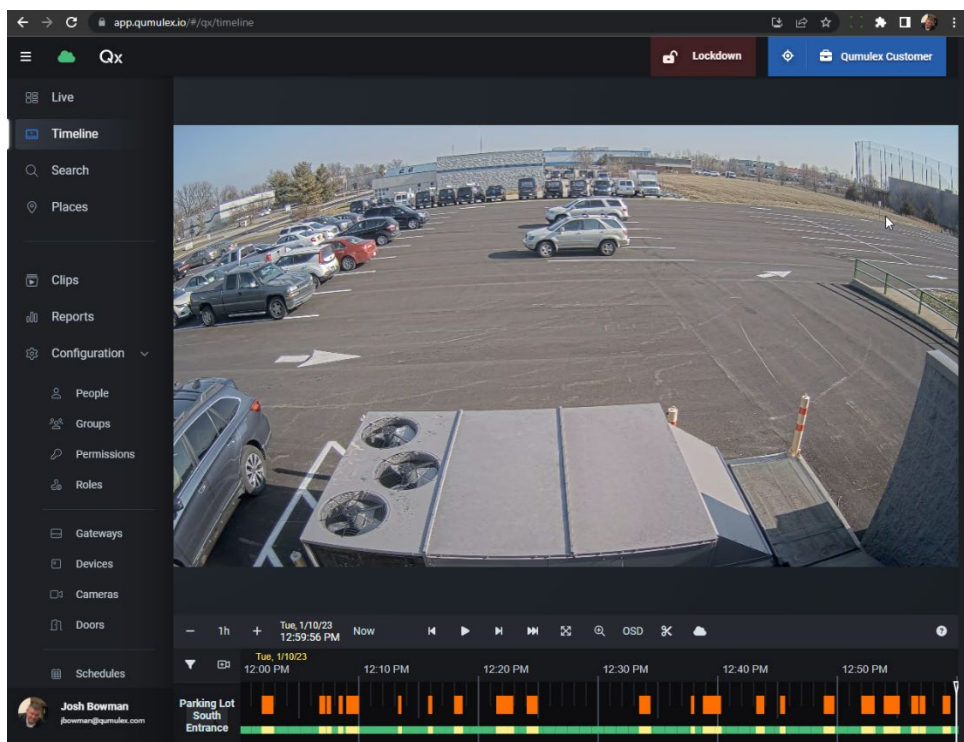 app.qumulex.io/#/qx/timeline
Qx
Lockdown
Qumulex Customer
Live
Timeline
Search
Places
Clips
Reports
Configuration
People
Groups
Permissions
Roles
Gateways
Devices
Cameras
Doors
Schedules
Josh Bowman
jbowman@qumulex.com
1h
Tue, 1/10/23
12:59:56 PM
Now
OSD
Tue, 1/10/23
12:00 PM
12:10 PM
12:20 PM
12:30 PM
12:40 PM
12:50 PM
Parking Lot
South
Entrance